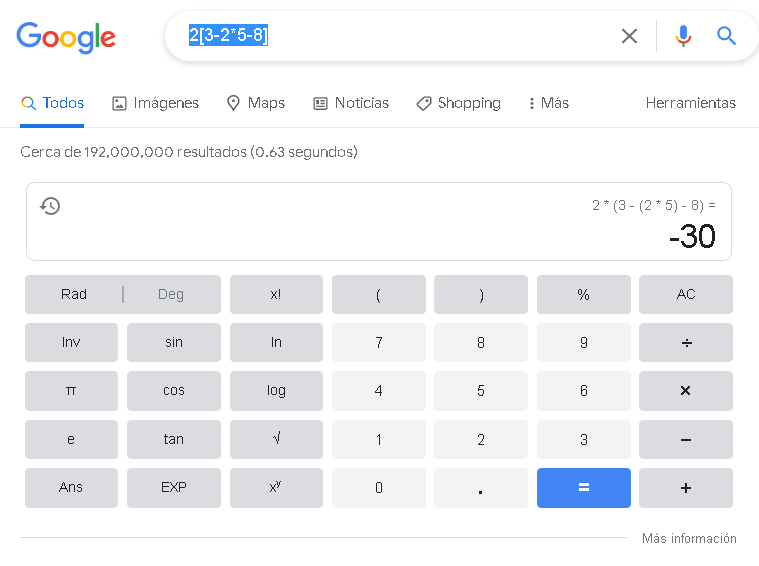 Google 2[3-2*5-8]
Todos Imágenes Maps Noticias Shopping Más Herramientas
Cerca de 192,000,000 resultados (0.63 segundos)
2 * (3 - (2 * 5) - 8) =
-30
Rad | Deg x! ( ) % AC
Inv sin ln 7 8 9 ÷
π cos log 4 5 6 ×
e tan √ 1 2 3 −
Ans EXP xʸ 0 . = +
Más información